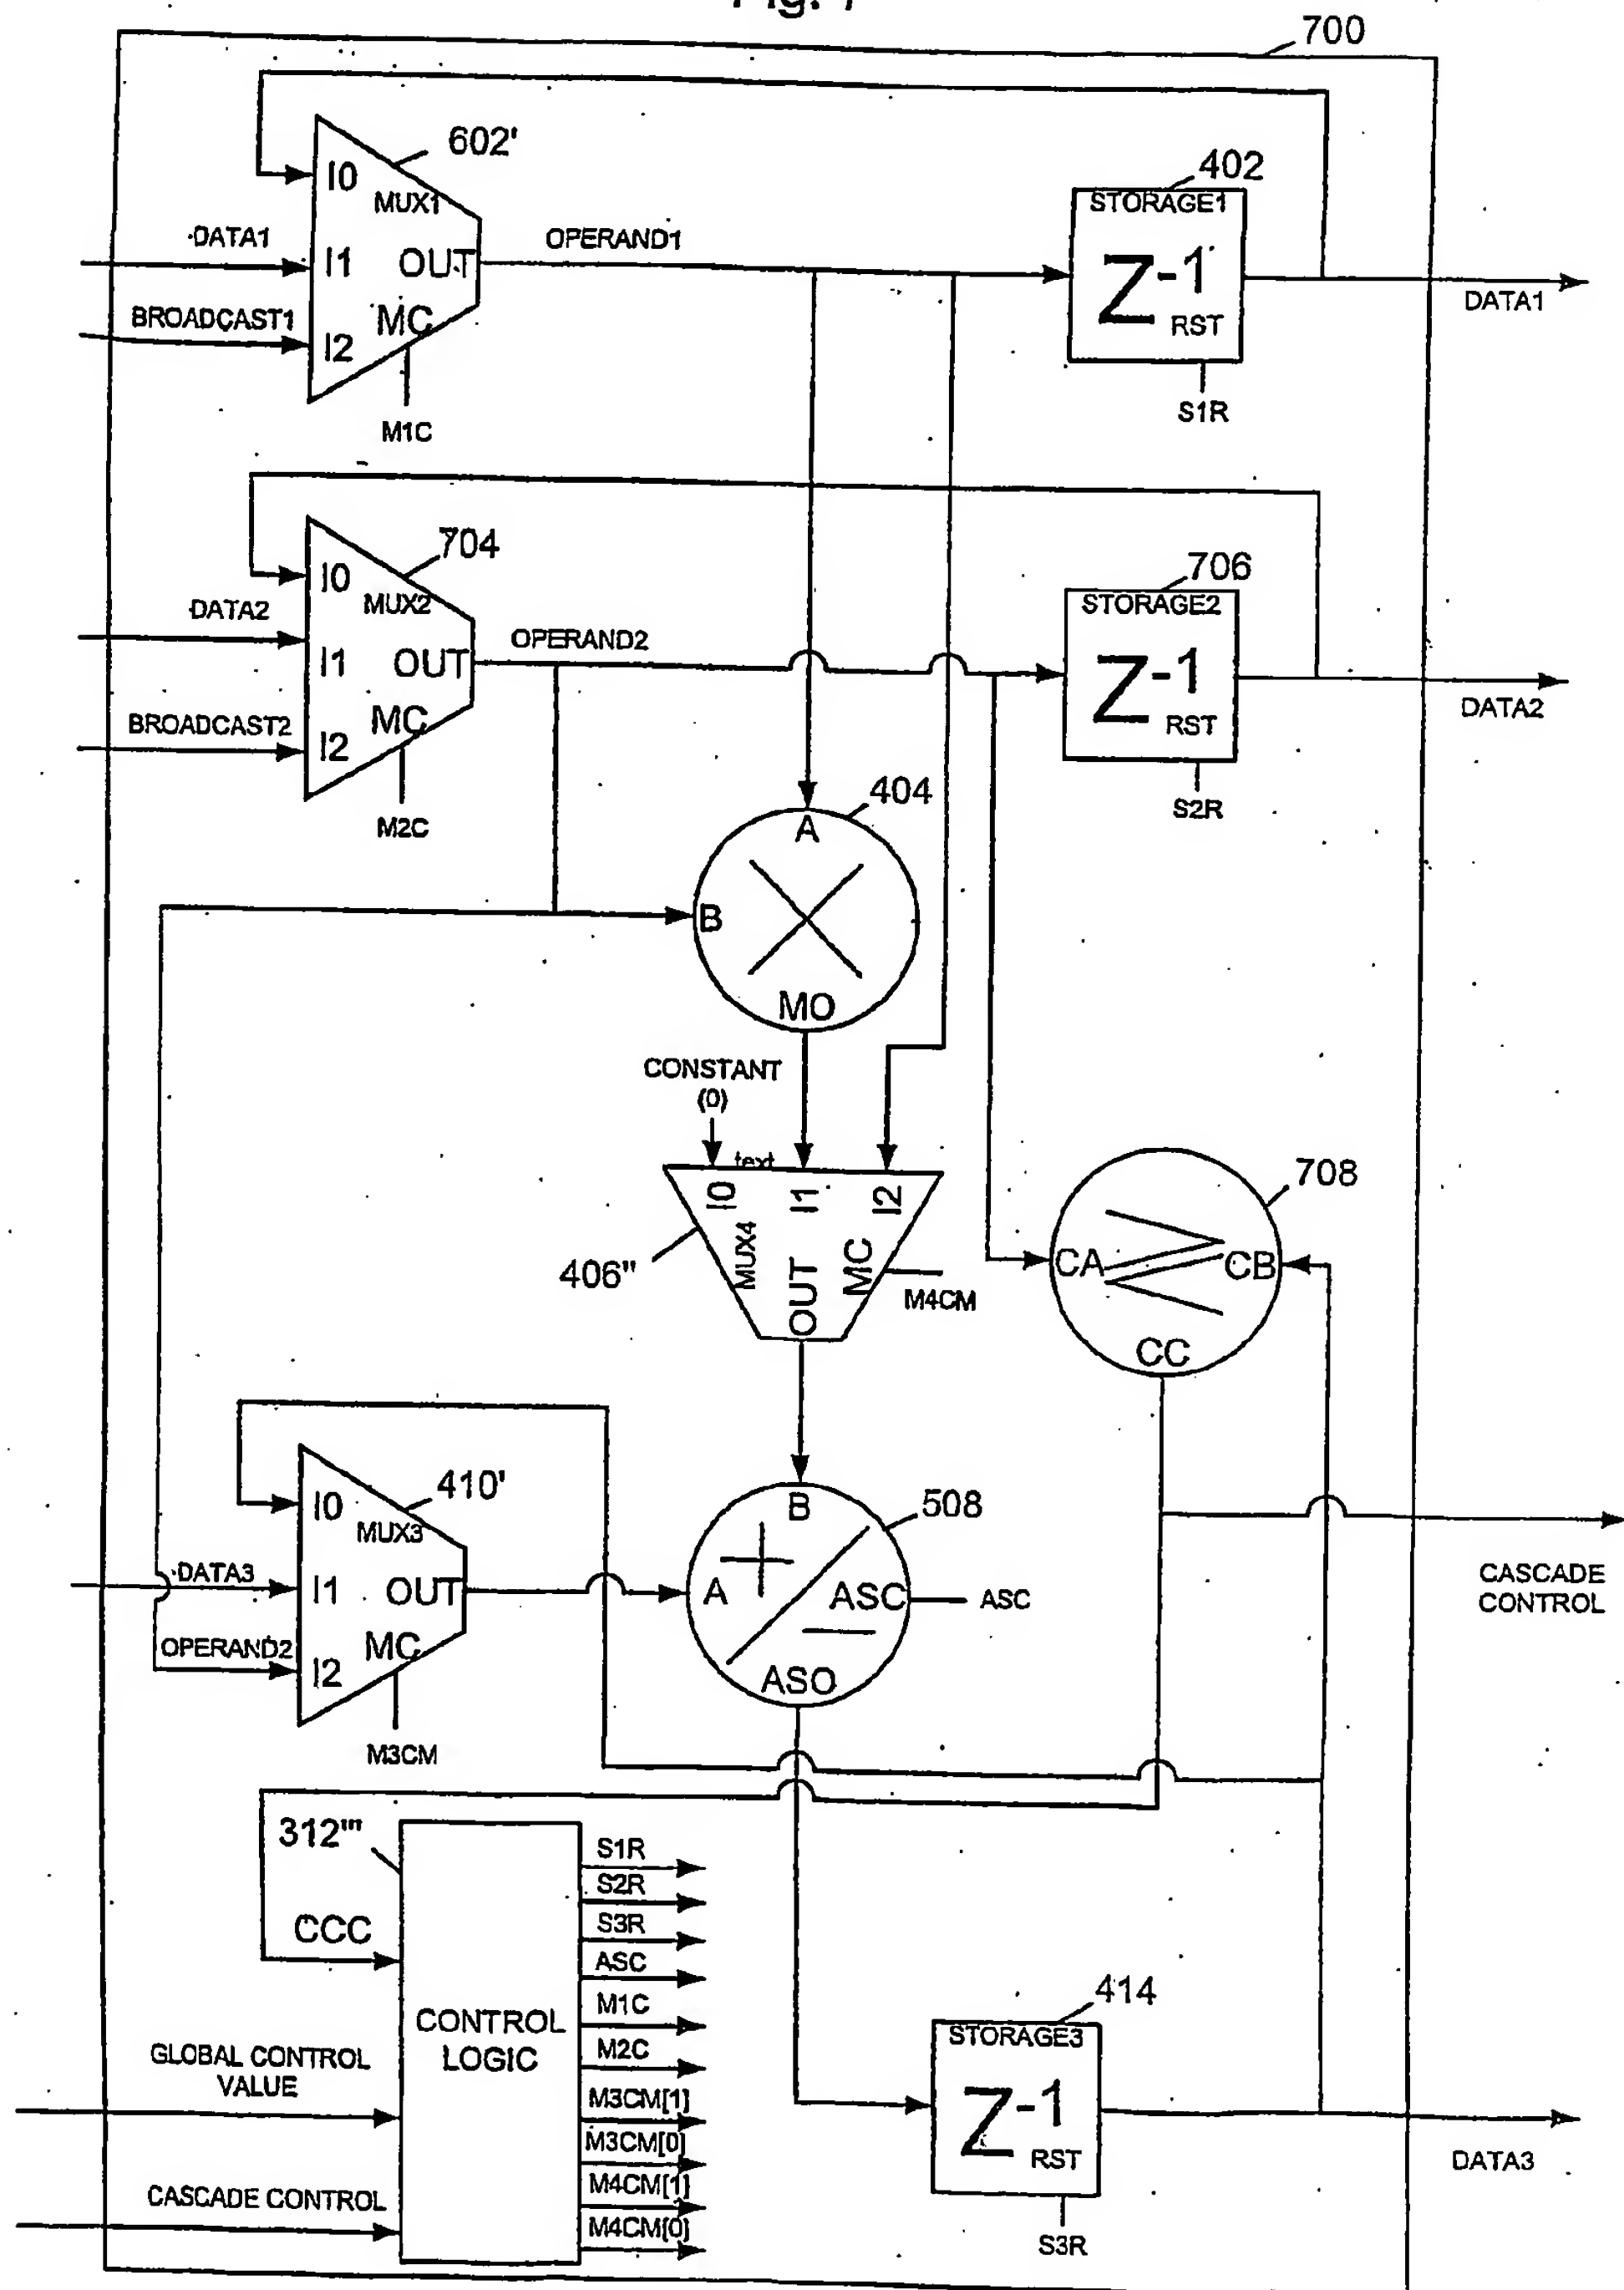 Fig. 7
700
602'
I0
MUX1
402
STORAGE1
DATA1
I1
OUT
OPERAND1
Z-1
RST
DATA1
BROADCAST1
I2
MC
M1C
S1R
704
I0
MUX2
706
STORAGE2
DATA2
I1
OUT
OPERAND2
Z-1
RST
DATA2
BROADCAST2
I2
MC
M2C
S2R
404
A
B
MO
CONSTANT
(0)
text
I0
I1
I2
MUX4
OUT
MC
406"
M4CM
708
CA
CB
CC
410'
I0
MUX3
508
B
DATA3
I1
OUT
A
ASC
ASC
CASCADE
CONTROL
OPERAND2
I2
MC
ASO
M3CM
312'''
S1R
S2R
S3R
CCC
ASC
M1C
CONTROL
LOGIC
M2C
GLOBAL CONTROL
VALUE
M3CM[1]
M3CM[0]
M4CM[1]
CASCADE CONTROL
M4CM[0]
414
STORAGE3
Z-1
RST
DATA3
S3R